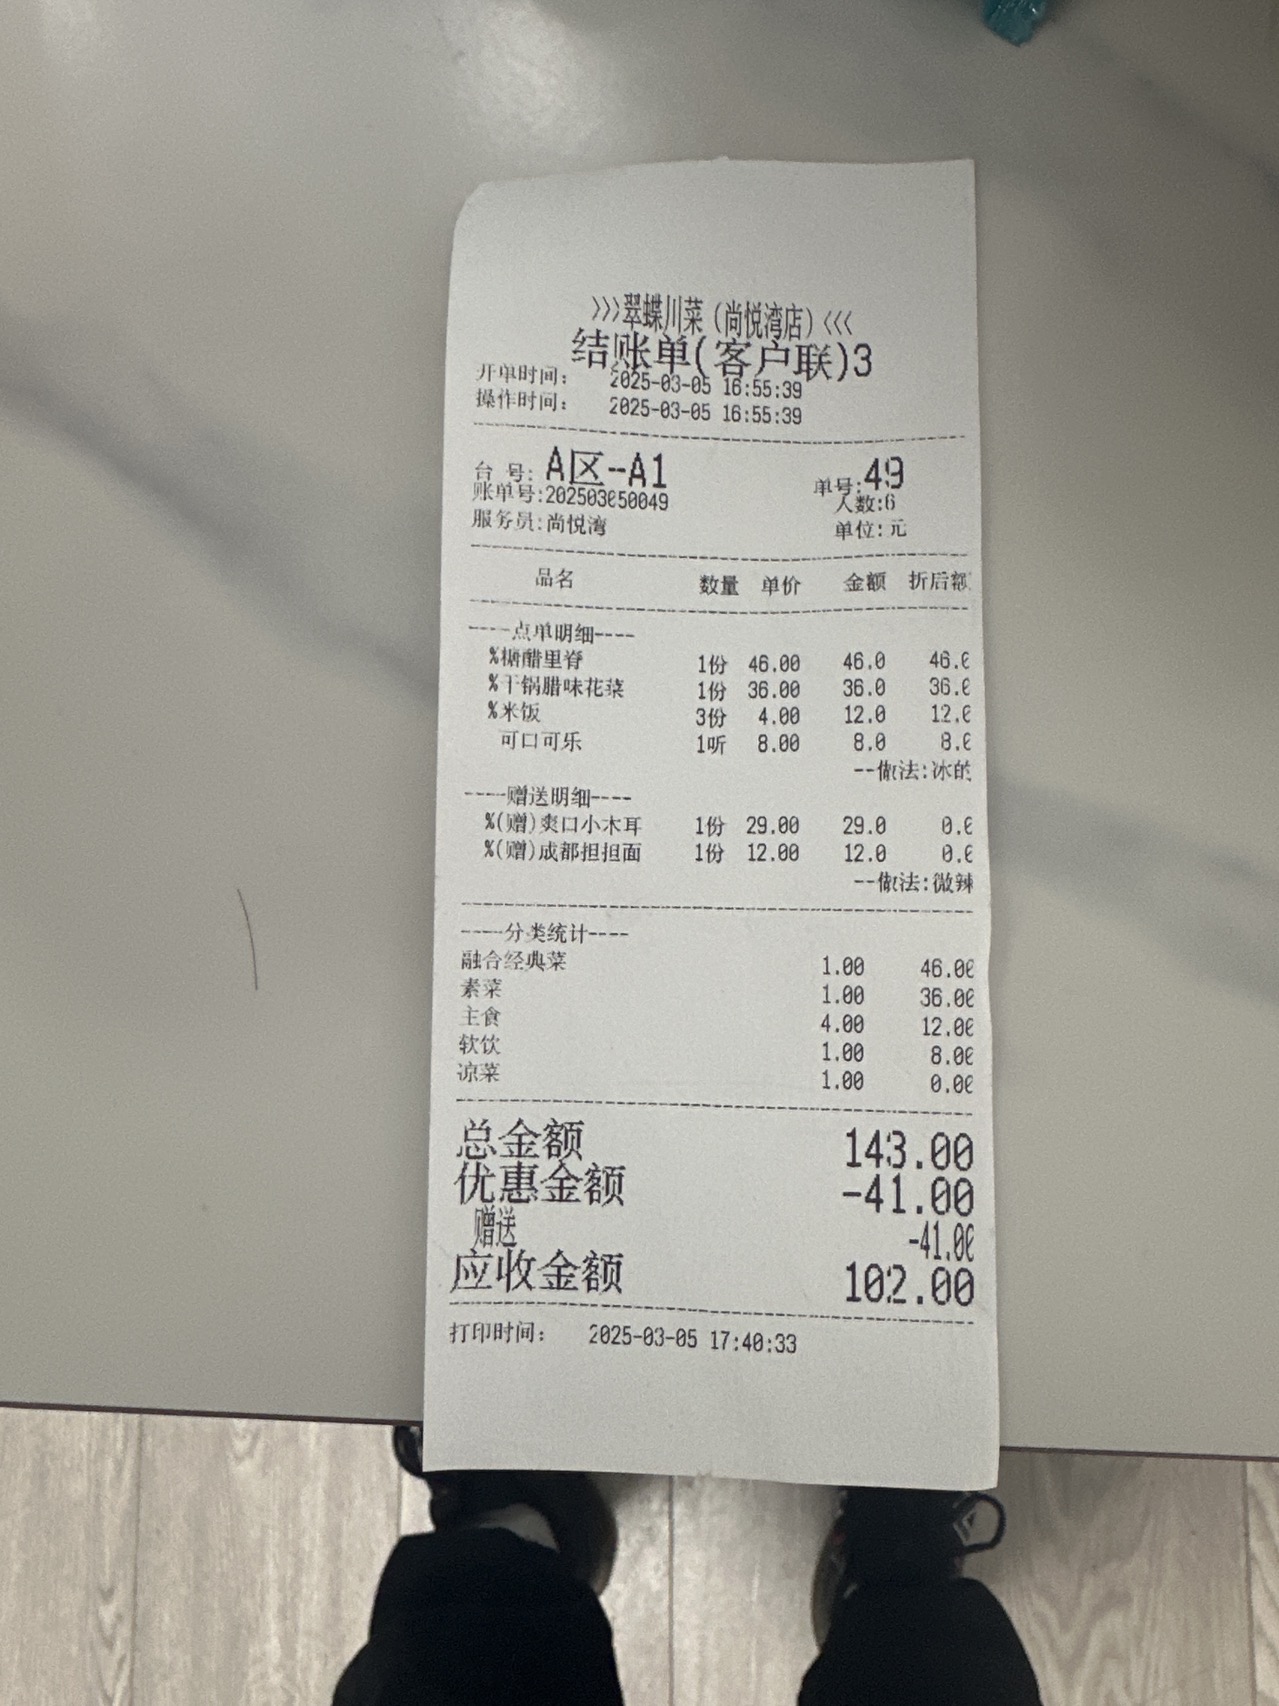 >>>翠蝶川菜（尚悦湾店）<<<
结账单(客户联)3
开单时间： 2025-03-05 16:55:39
操作时间： 2025-03-05 16:55:39
台 号: A区-A1 单号:49
账单号:202503050049 人数:6
服务员:尚悦湾 单位:元
品名 数量 单价 金额 折后额
----点单明细----
%糖醋里脊 1份 46.00 46.0 46.0
%干锅腊味花菜 1份 36.00 36.0 36.0
%米饭 3份 4.00 12.0 12.0
可口可乐 1听 8.00 8.0 8.0
--做法:冰的
----赠送明细----
%(赠)爽口小木耳 1份 29.00 29.0 0.0
%(赠)成都担担面 1份 12.00 12.0 0.0
--做法:微辣
----分类统计----
融合经典菜 1.00 46.00
素菜 1.00 36.00
主食 4.00 12.00
软饮 1.00 8.00
凉菜 1.00 0.00
总金额 143.00
优惠金额 -41.00
赠送 -41.00
应收金额 102.00
打印时间： 2025-03-05 17:40:33